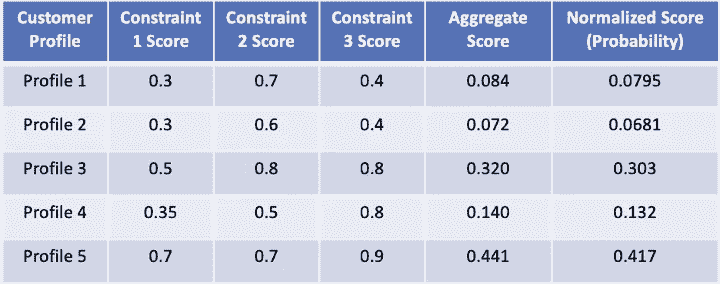 Customer Profile Constraint 1 Score Constraint 2 Score Constraint 3 Score Aggregate Score Normalized Score (Probability)
Profile 1 0.3 0.7 0.4 0.084 0.0795
Profile 2 0.3 0.6 0.4 0.072 0.0681
Profile 3 0.5 0.8 0.8 0.320 0.303
Profile 4 0.35 0.5 0.8 0.140 0.132
Profile 5 0.7 0.7 0.9 0.441 0.417